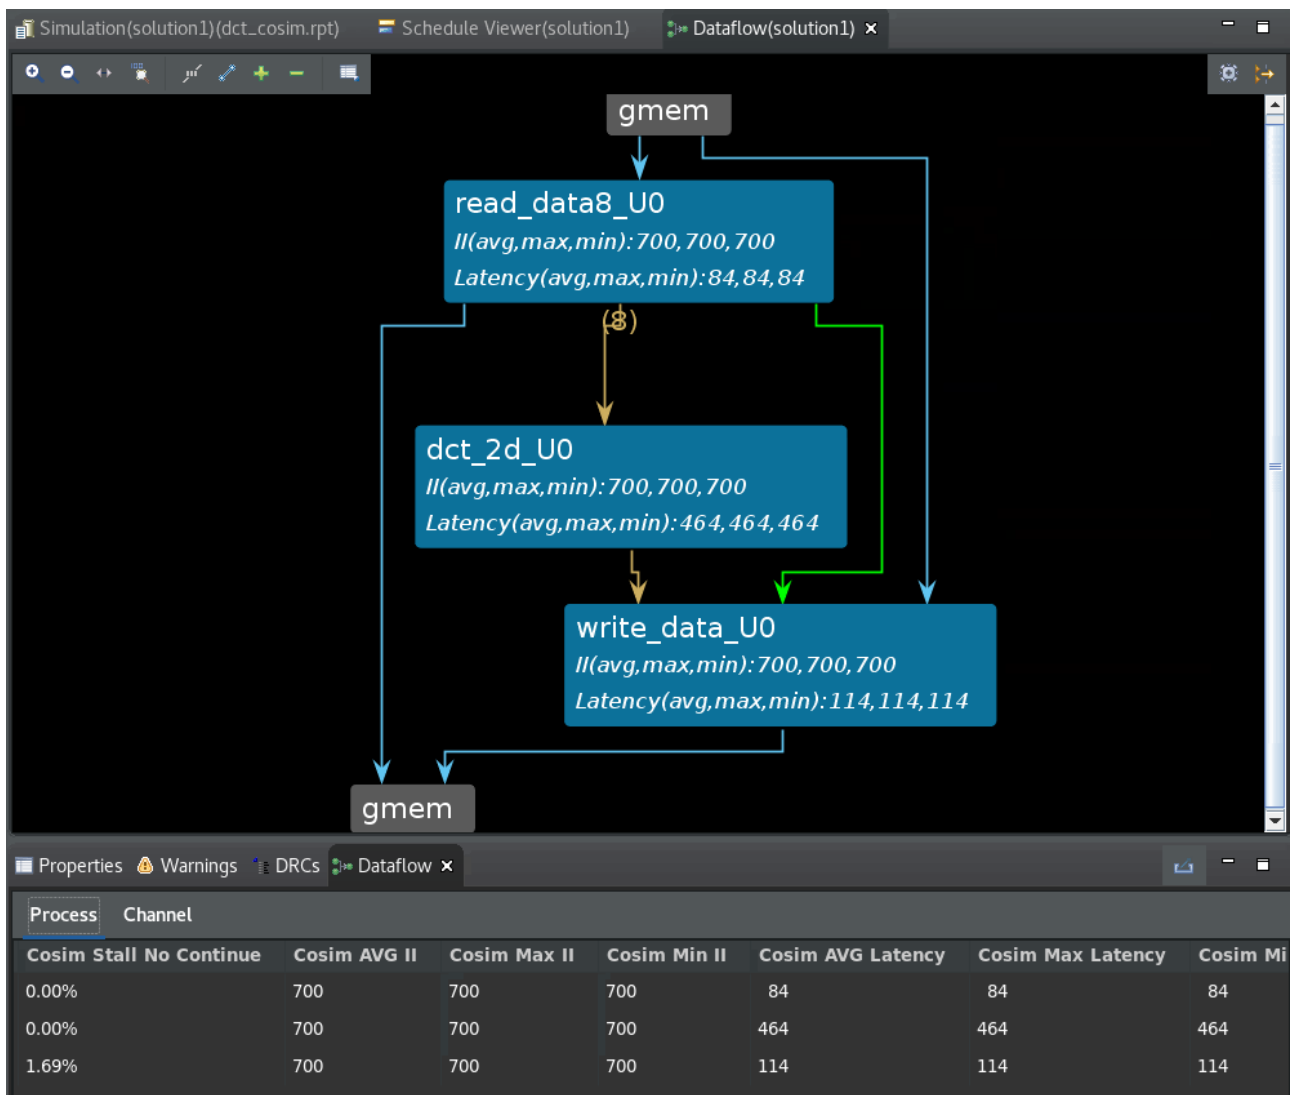 Simulation(solution1)(dct_cosim.rpt) Schedule Viewer(solution1) Dataflow(solution1)
gmem
read_data8_U0
II(avg,max,min):700,700,700
Latency(avg,max,min):84,84,84
(8)
dct_2d_U0
II(avg,max,min):700,700,700
Latency(avg,max,min):464,464,464
write_data_U0
II(avg,max,min):700,700,700
Latency(avg,max,min):114,114,114
gmem
Properties Warnings DRCs Dataflow
Process Channel
Cosim Stall No Continue Cosim AVG II Cosim Max II Cosim Min II Cosim AVG Latency Cosim Max Latency Cosim Mi
0.00% 700 700 700 84 84 84
0.00% 700 700 700 464 464 464
1.69% 700 700 700 114 114 114